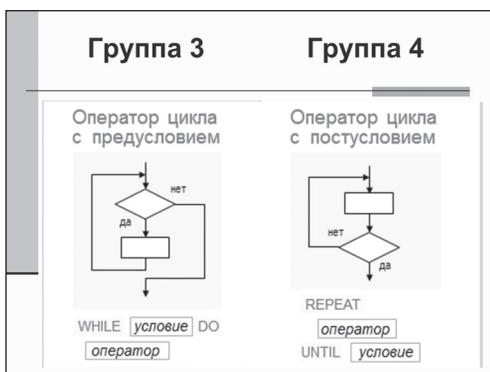 Группа 3
Группа 4
Оператор цикла
с предусловием
нет
да
WHILE условие DO
оператор
Оператор цикла
с постусловием
нет
да
REPEAT
оператор
UNTIL условие